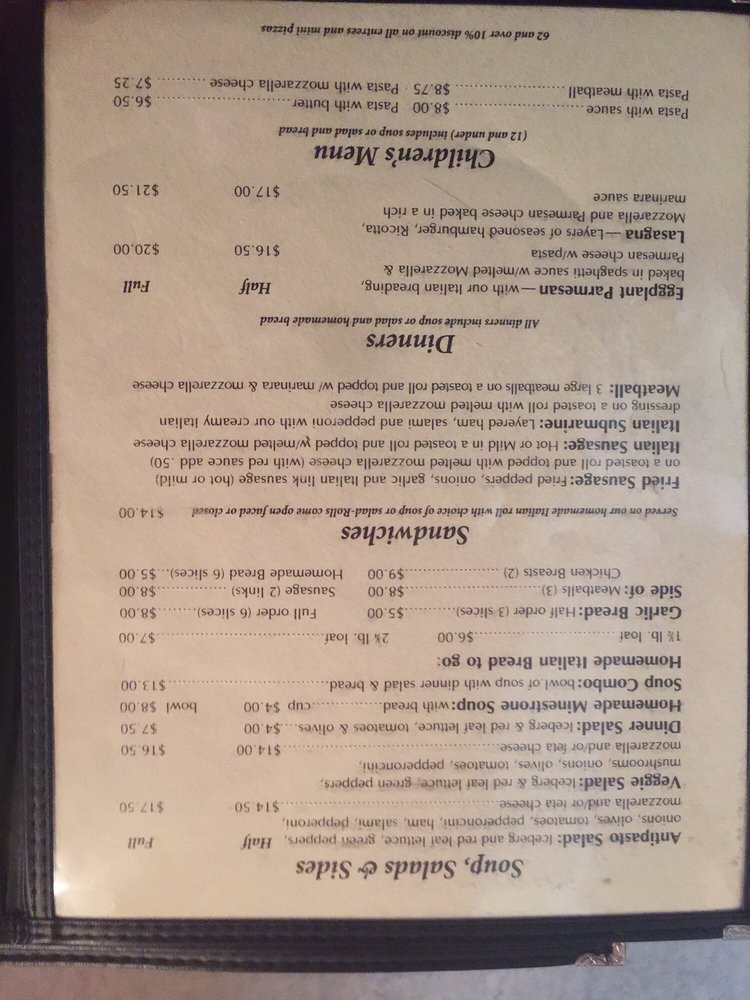 Soup, Salads & Sides
Antipasto Salad: Iceberg and red leaf lettuce, green peppers, Half Full
onions, olives, tomatoes, pepperoncini, ham, salami, pepperoni,
mozzarella and/or feta cheese........................................$14.50 $17.50
Veggie Salad: Iceberg & red leaf lettuce, green peppers,
mushrooms, onions, olives, tomatoes, pepperoncini,
mozzarella and/or feta cheese........................................$14.00 $16.50
Dinner Salad: Iceberg & red leaf lettuce, tomatoes & olives....$4.00 $7.50
Homemade Minestrone Soup: with bread..............cup $4.00 bowl $8.00
Soup Combo: bowl of soup with dinner salad & bread....................................$13.00
Homemade Italian Bread to go:
1½ lb. loaf ..............................$6.00 2¼ lb. loaf....................................$7.00
Garlic Bread: Half order (3 slices)...........$5.00 Full order (6 slices)........$8.00
Side of: Meatballs (3)........................$8.00 Sausage (2 links) ................$8.00
Chicken Breasts (2) ....................$9.00 Homemade Bread (6 slices)...$5.00
Sandwiches
Served on our homemade Italian roll with choice of soup or salad-Rolls come open faced or closed $14.00
Fried Sausage: Fried peppers, onions, garlic and Italian link sausage (hot or mild)
on a toasted roll and topped with melted mozzarella cheese (with red sauce add .50)
Italian Sausage: Hot or Mild in a toasted roll and topped w/melted mozzarella cheese
Italian Submarine: Layered ham, salami and pepperoni with our creamy Italian
dressing on a toasted roll with melted mozzarella cheese
Meatball: 3 large meatballs on a toasted roll and topped w/ marinara & mozzarella cheese
Dinners
All dinners include soup or salad and homemade bread
Eggplant Parmesan —with our Italian breading, Half Full
baked in spaghetti sauce w/melted Mozzarella &
Parmesan cheese w/pasta $16.50 $20.00
Lasagna —Layers of seasoned hamburger, Ricotta,
Mozzarella and Parmesan cheese baked in a rich
marinara sauce $17.00 $21.50
Children's Menu
(12 and under) includes soup or salad and bread
Pasta with sauce .......................... $8.00 Pasta with butter........................... $6.50
Pasta with meatball ..................... $8.75 Pasta with mozzarella cheese .......... $7.25
62 and over 10% discount on all entrees and mini pizzas